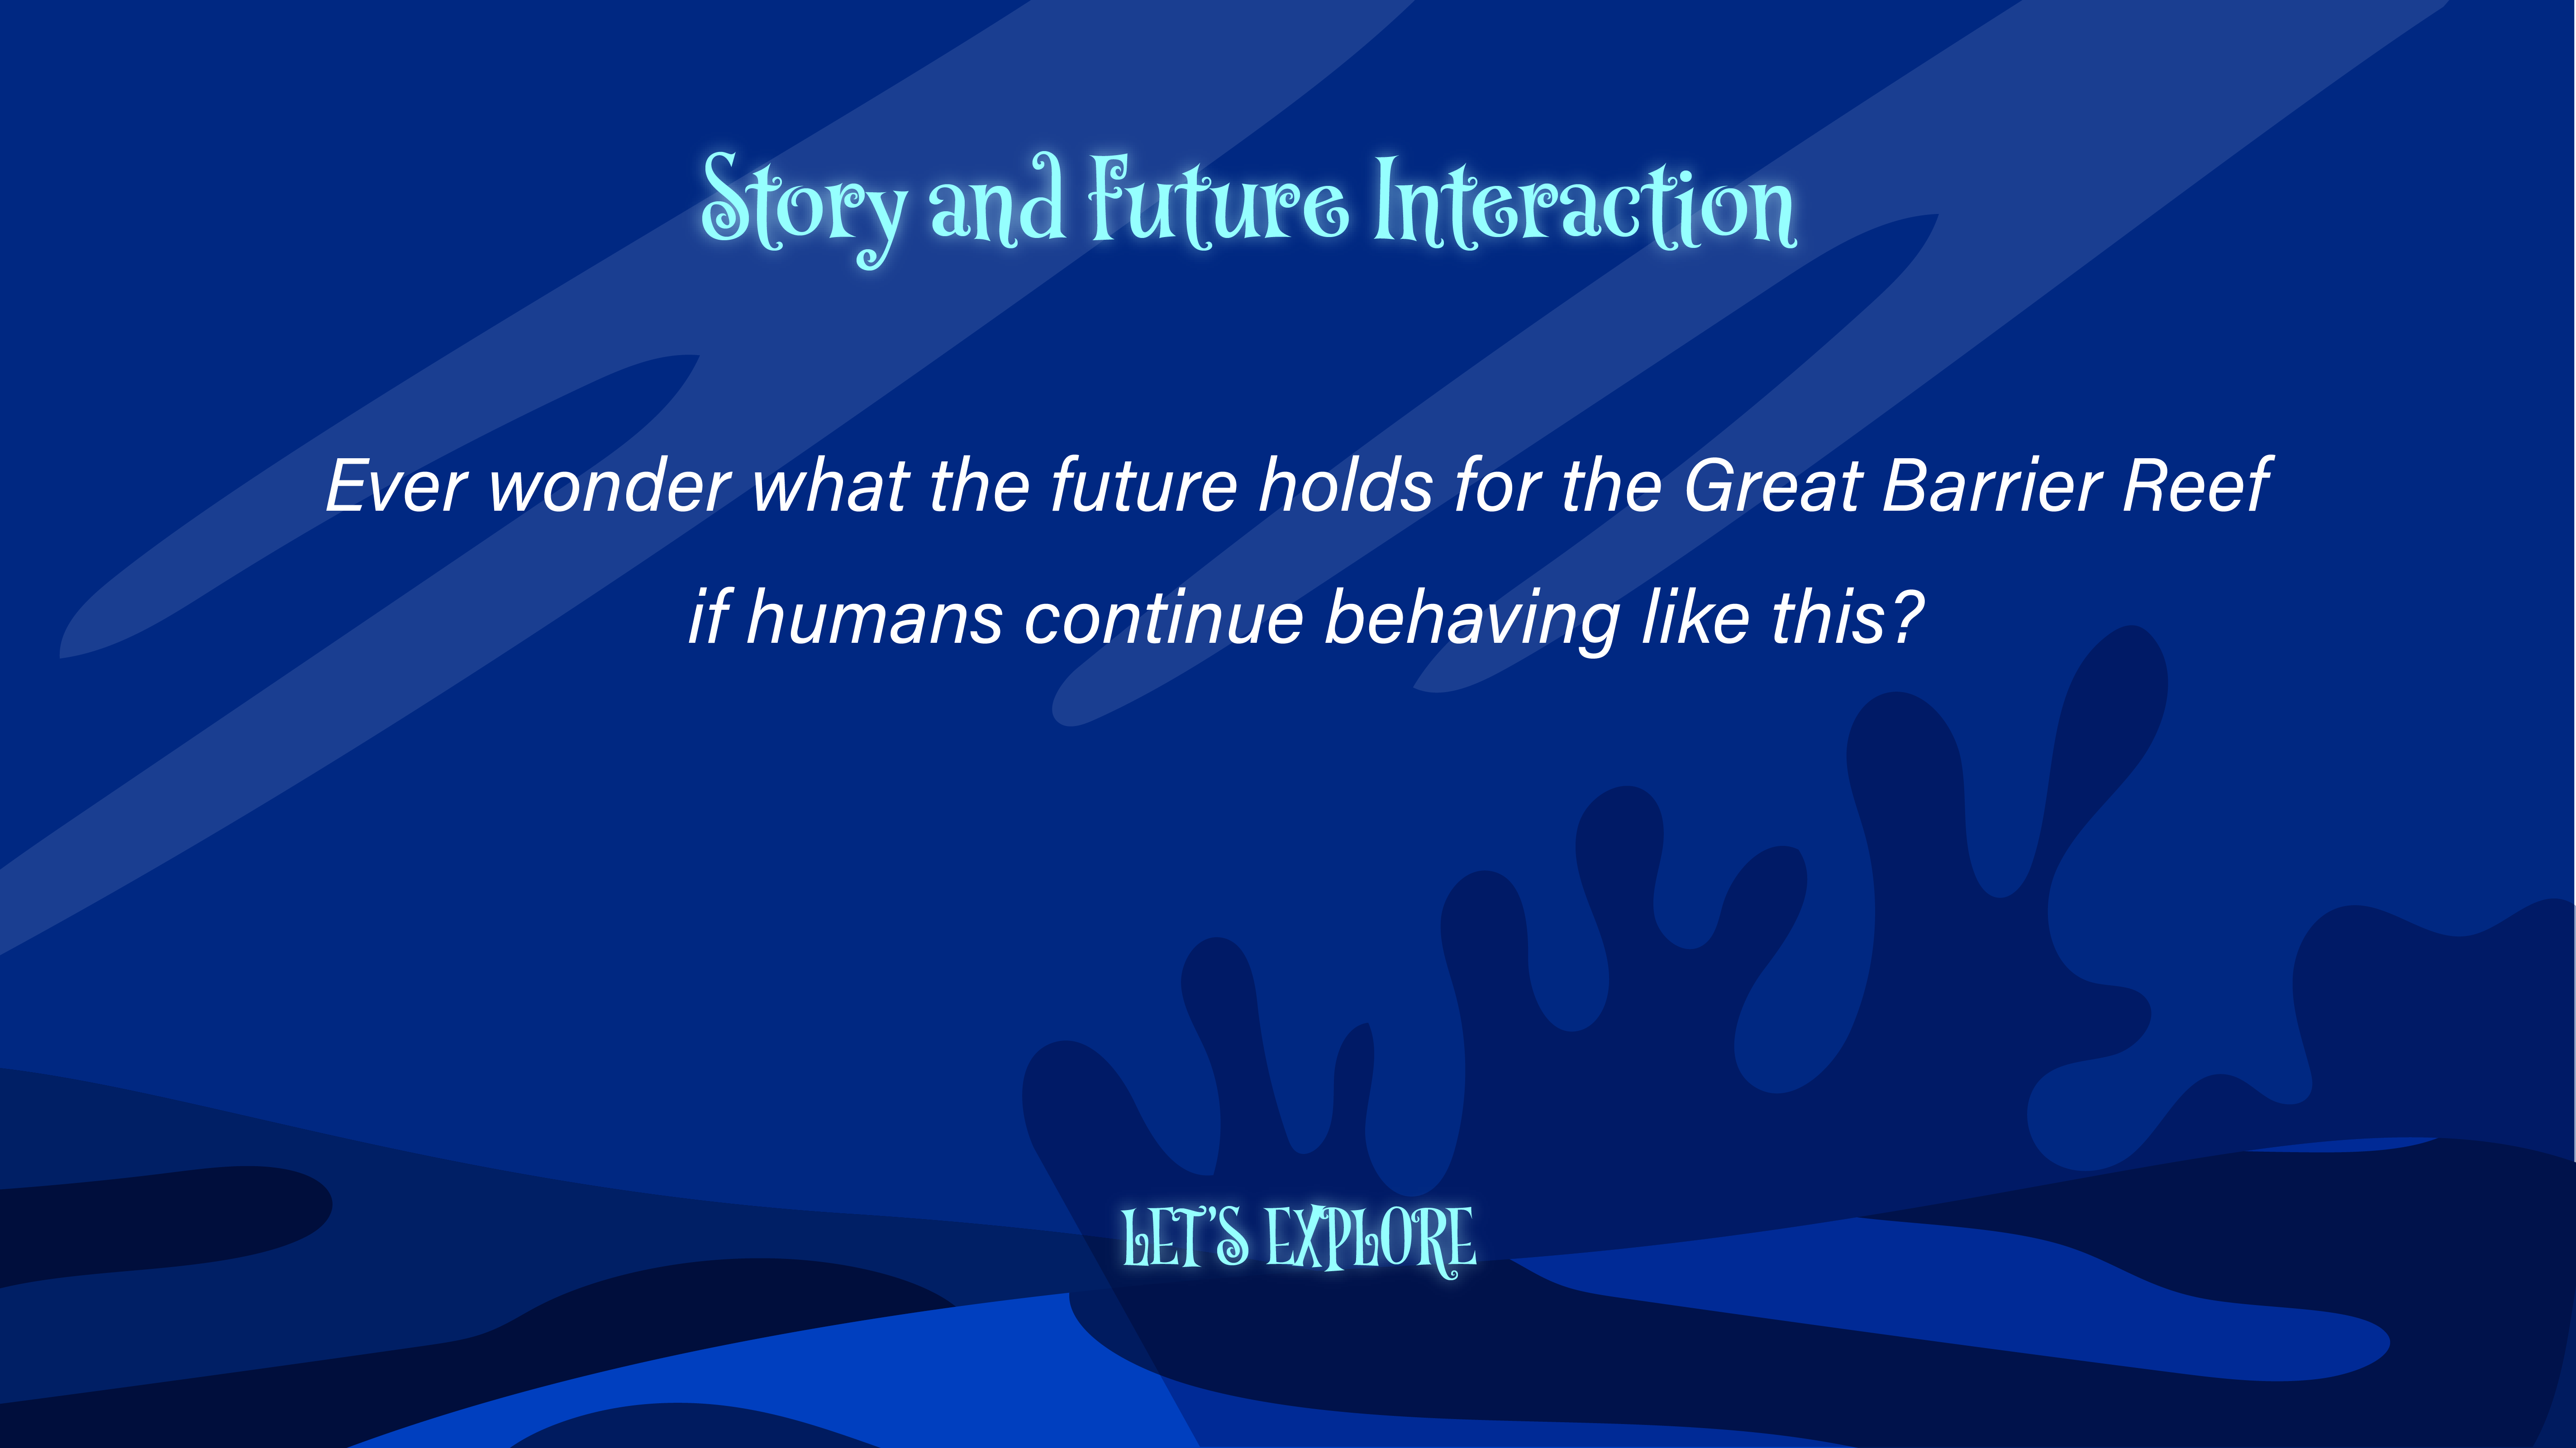 Story and Future Interaction
Ever wonder what the future holds for the Great Barrier Reef
if humans continue behaving like this?
LET'S EXPLORE